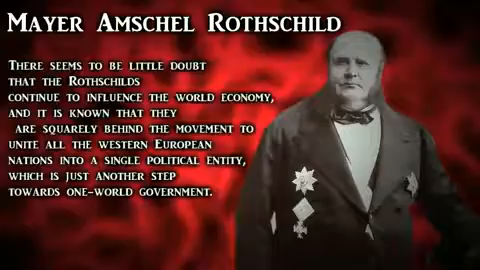 Mayer Amschel Rothschild
There seems to be little doubt
that the Rothschilds
continue to influence the world economy,
and it is known that they
are squarely behind the movement to
unite all the western European
nations into a single political entity,
which is just another step
towards one-world government.